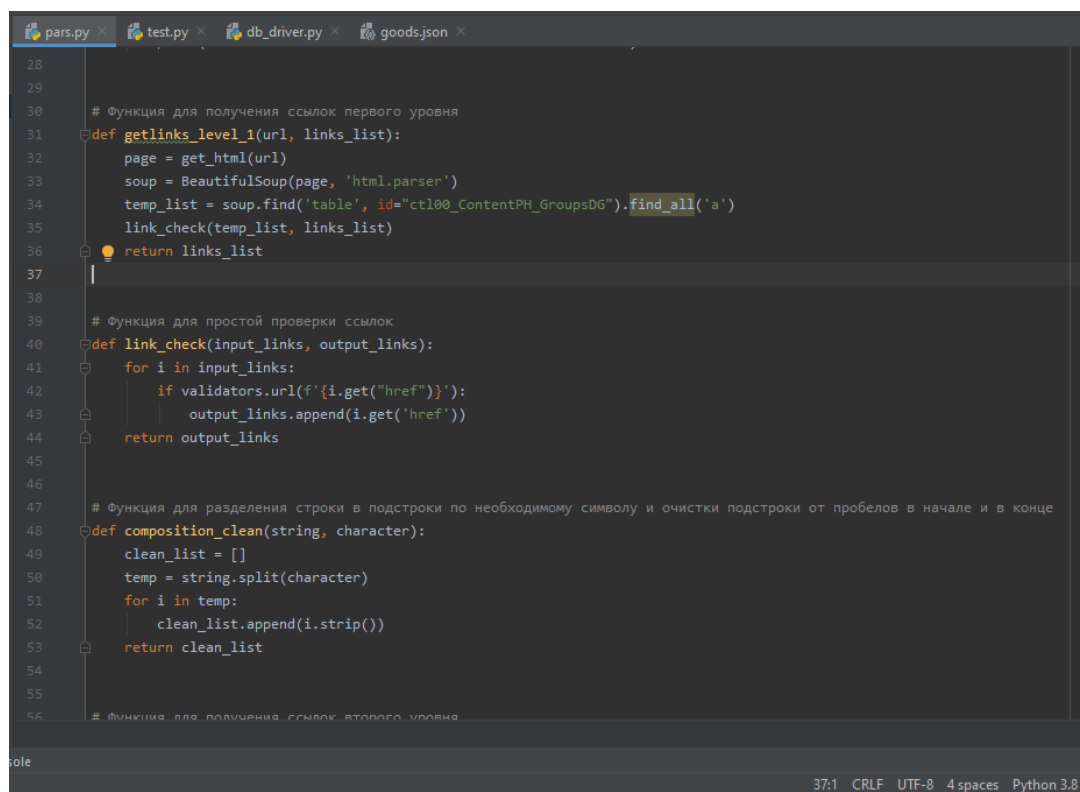 pars.py test.py db_driver.py goods.json
28
29
30 # Функция для получения ссылок первого уровня
31 def getlinks_level_1(url, links_list):
32 page = get_html(url)
33 soup = BeautifulSoup(page, 'html.parser')
34 temp_list = soup.find('table', id="ctl00_ContentPH_GroupsDG").find_all('a')
35 link_check(temp_list, links_list)
36 return links_list
37
38
39 # Функция для простой проверки ссылок
40 def link_check(input_links, output_links):
41 for i in input_links:
42 if validators.url(f'{i.get("href")}'):
43 output_links.append(i.get('href'))
44 return output_links
45
46
47 # Функция для разделения строки в подстроки по необходимому символу и очистки подстроки от пробелов в начале и в конце
48 def composition_clean(string, character):
49 clean_list = []
50 temp = string.split(character)
51 for i in temp:
52 clean_list.append(i.strip())
53 return clean_list
54
55
56 # Функция для получения ссылок второго уровня
sole
37:1 CRLF UTF-8 4 spaces Python 3.8